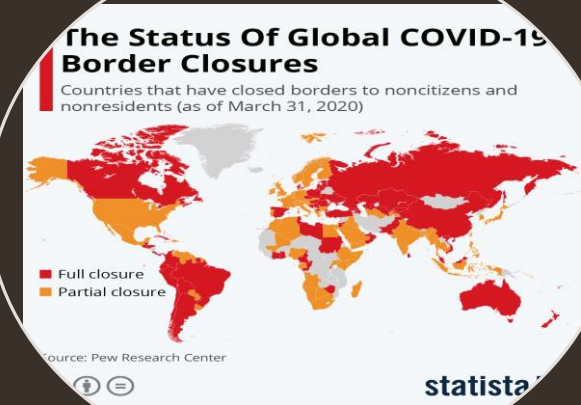 The Status Of Global COVID-19
Border Closures
Countries that have closed borders to noncitizens and
nonresidents (as of March 31, 2020)
Full closure
Partial closure
Source: Pew Research Center
statista